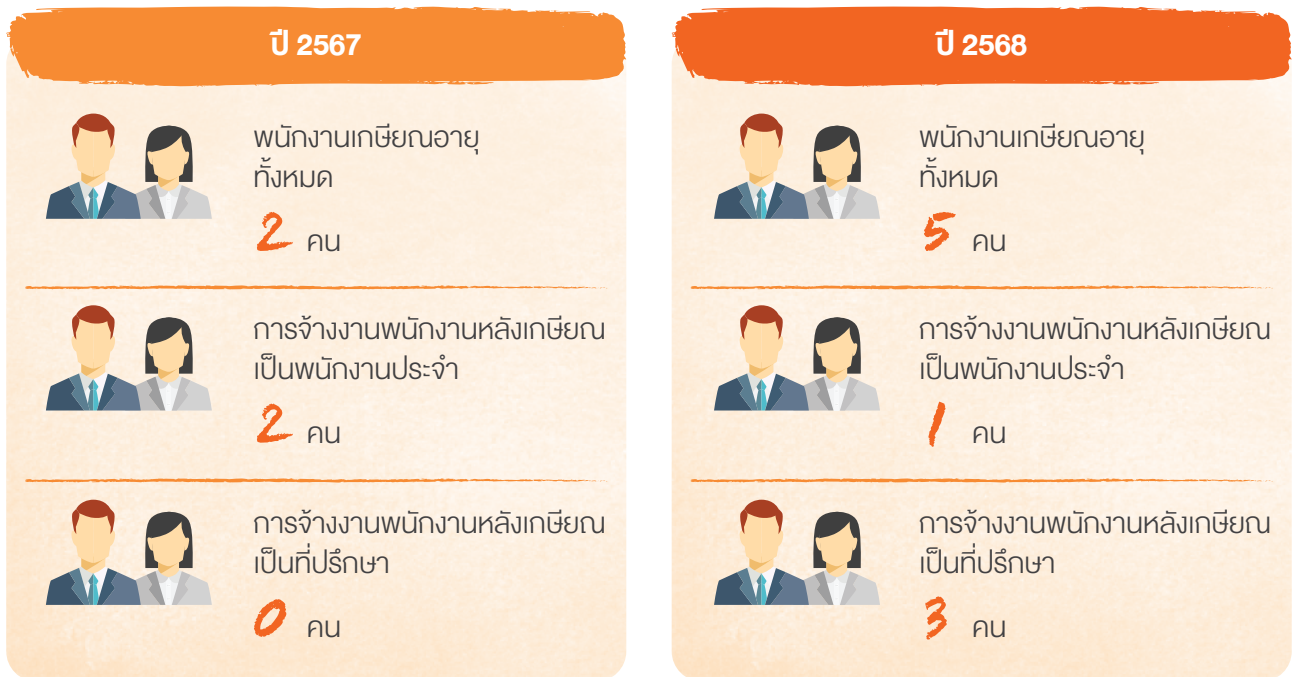 ปี 2567
พนักงานเกษียณอายุ
ทั้งหมด
2 คน
การจ้างงานพนักงานหลังเกษียณ
เป็นพนักงานประจำ
2 คน
การจ้างงานพนักงานหลังเกษียณ
เป็นที่ปรึกษา
0 คน
ปี 2568
พนักงานเกษียณอายุ
ทั้งหมด
5 คน
การจ้างงานพนักงานหลังเกษียณ
เป็นพนักงานประจำ
1 คน
การจ้างงานพนักงานหลังเกษียณ
เป็นที่ปรึกษา
3 คน